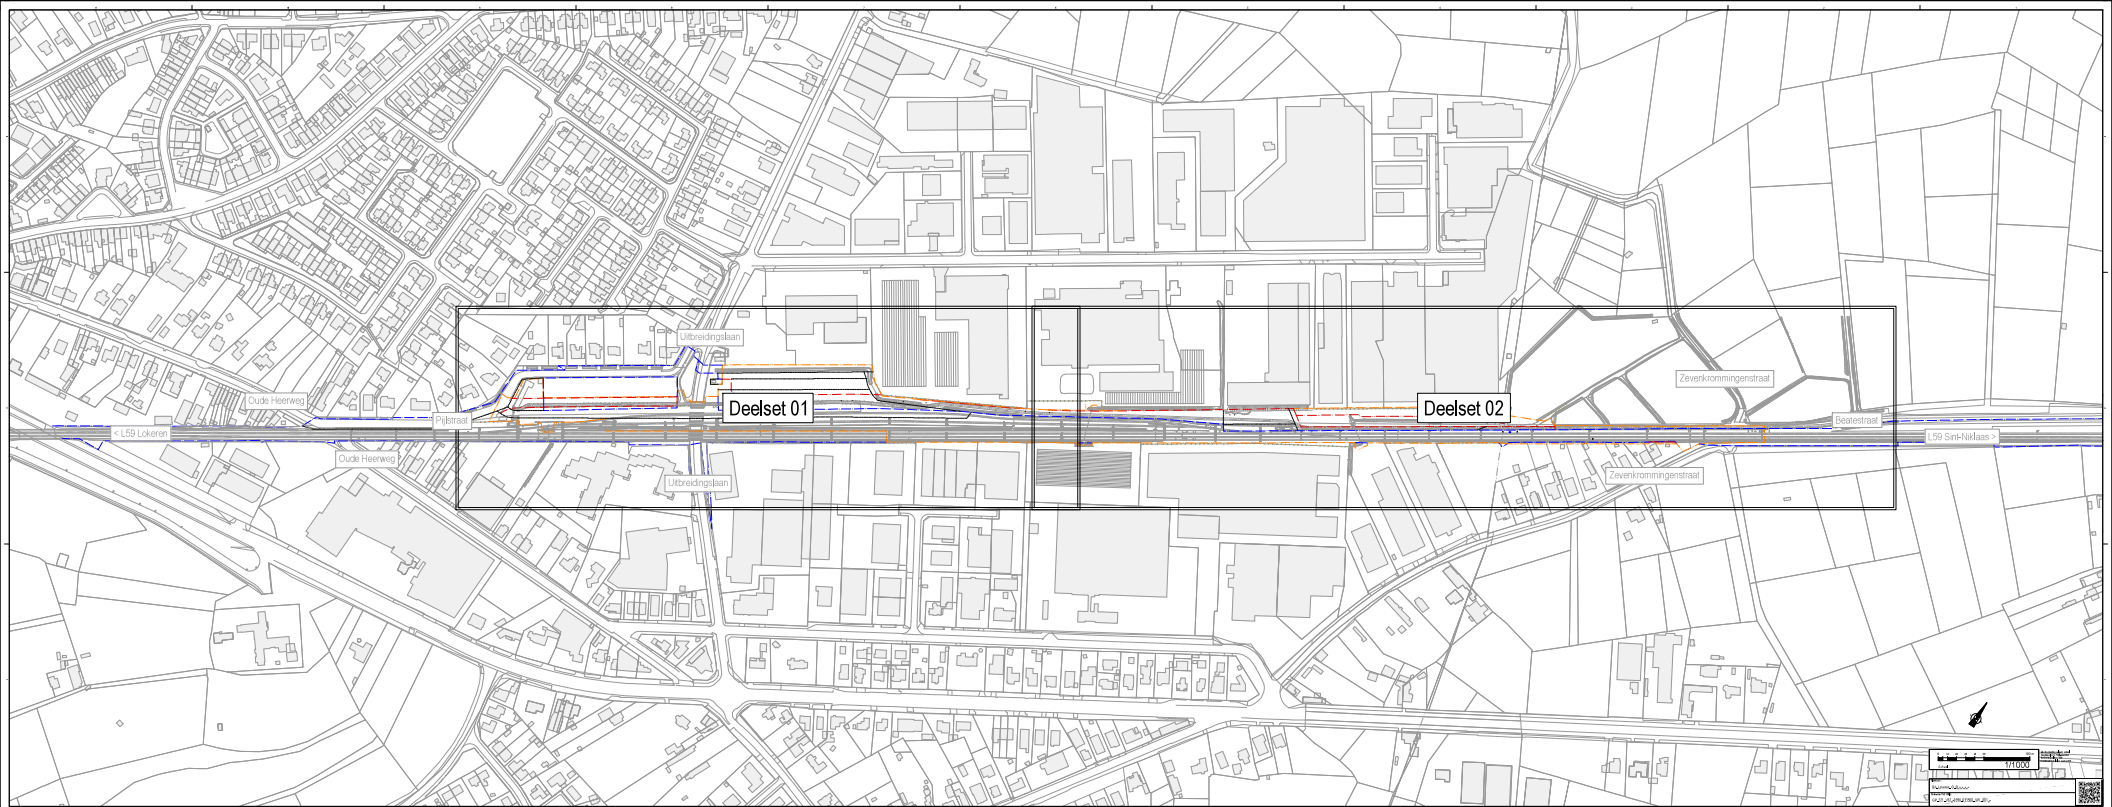 Uitbreidingslaan
Zevenkrommingenstraat
Oude Heerweg
Deelset 01
Deelset 02
Pijlstraat
Beatestraat
< L59 Lokeren
L59 Sint-Niklaas >
Oude Heerweg
Uitbreidingslaan
Zevenkrommingenstraat
1/1000